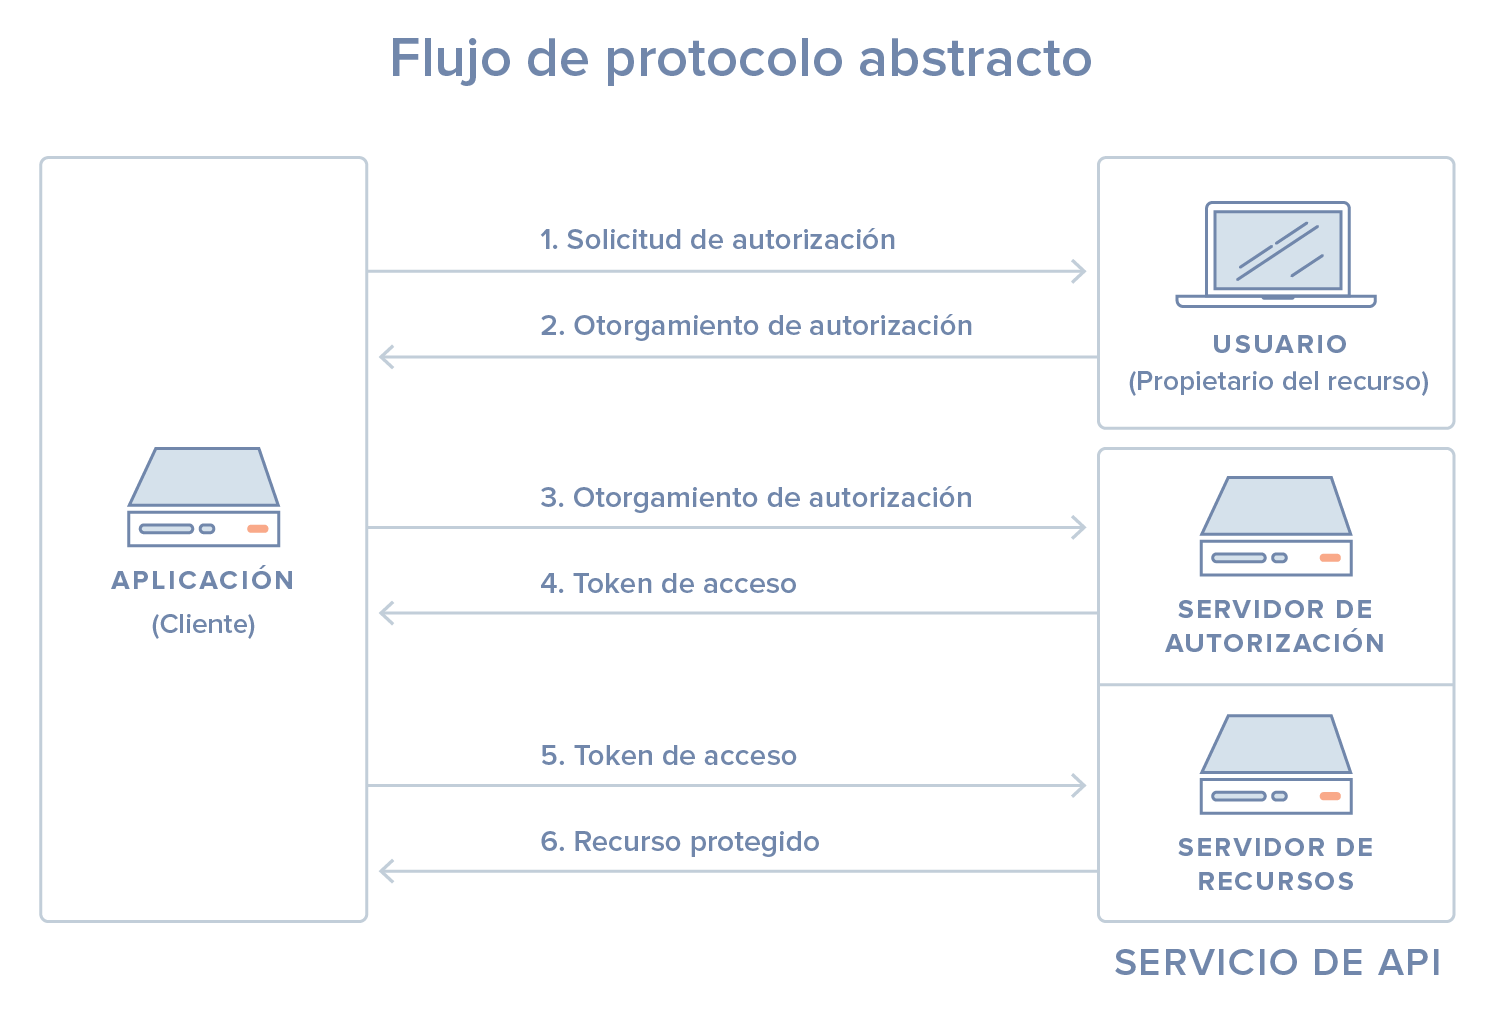 Flujo de protocolo abstracto
1. Solicitud de autorización
2. Otorgamiento de autorización
USUARIO
(Propietario del recurso)
APLICACIÓN
(Cliente)
3. Otorgamiento de autorización
4. Token de acceso
SERVIDOR DE
AUTORIZACIÓN
5. Token de acceso
6. Recurso protegido
SERVIDOR DE
RECURSOS
SERVICIO DE API